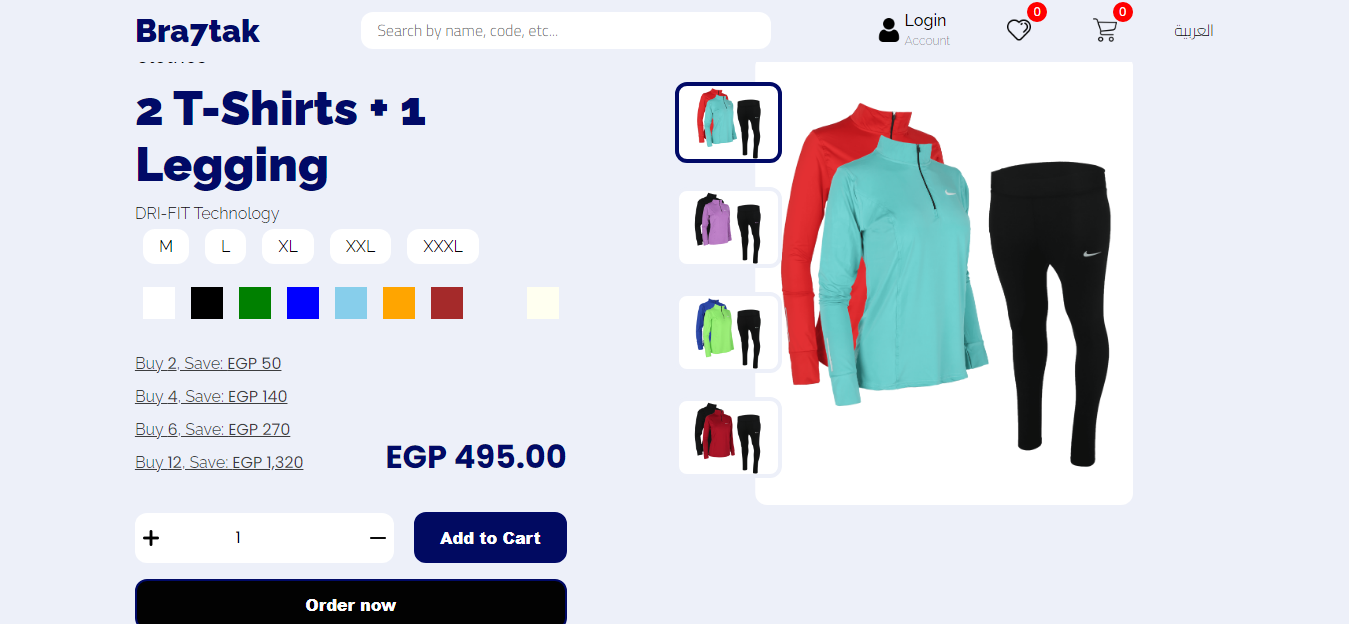 Bra7tak
Search by name, code, etc...
Login
Account
0
0
العربية
2 T-Shirts + 1
Legging
DRI-FIT Technology
M
L
XL
XXL
XXXL
Buy 2, Save: EGP 50
Buy 4, Save: EGP 140
Buy 6, Save: EGP 270
Buy 12, Save: EGP 1,320
EGP 495.00
+
1
—
Add to Cart
Order now